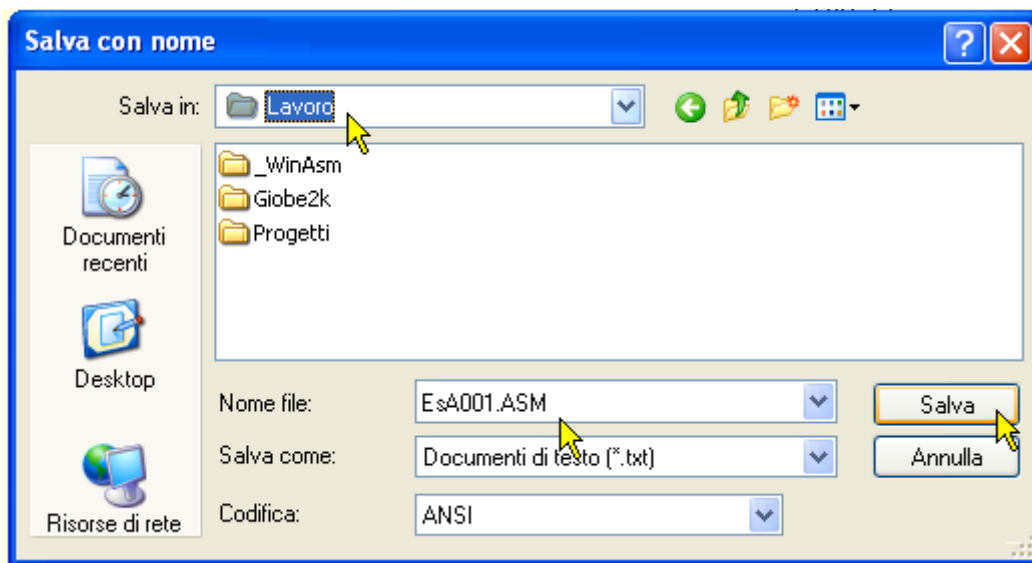 Salva con nome
Salva in:
Lavoro
_WinAsm
Giobe2k
Progetti
Documenti
recenti
Desktop
Risorse di rete
Nome file:
EsA001.ASM
Salva
Salva come:
Documenti di testo (*.txt)
Annulla
Codifica:
ANSI